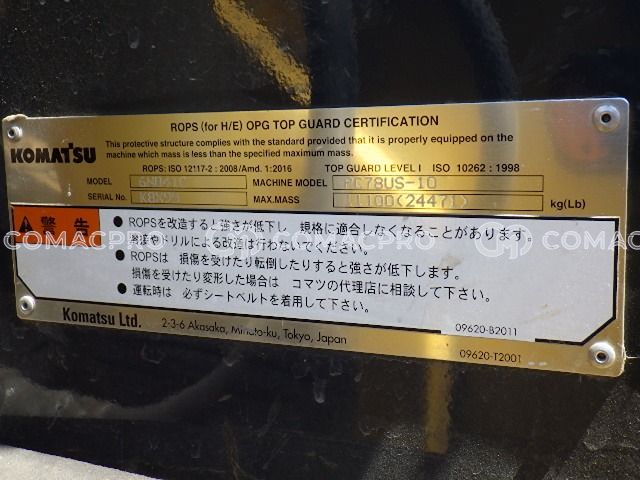 ROPS (for H/E) OPG TOP GUARD CERTIFICATION
This protective structure complies with the standard provided that it is properly equipped on the
machine which mass is less than the specified maximum mass.
KOMATSU
ROPS: ISO 12117-2 : 2008/Amd. 1:2016 TOP GUARD LEVEL I ISO 10262 : 1998
MODEL MACHINE MODEL PC78US-10
SERIAL No. MAX.MASS 11100(24471) kg(Lb)
警告
● ROPSを改造すると強さが低下し、規格に適合しなくなることがあります。
溶接やドリルによる改造は行わないでください。
● ROPSは 損傷を受けたり転倒したりすると強さが低下します。
損傷を受けたり変形した場合は コマツの代理店に相談して下さい。
● 運転時は 必ずシートベルトを着用して下さい。
09620-B2011
Komatsu Ltd. 2-3-6 Akasaka, Minato-ku, Tokyo, Japan
09620-T2001
COMACPRO COMACPRO COMACPRO